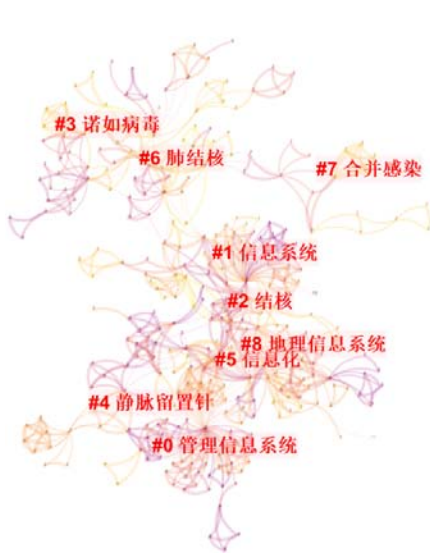 #3 诺如病毒
#6 肺结核
#7 合并感染
#1 信息系统
#2 结核
#8 地理信息系统
#5 信息化
#4 静脉留置针
#0 管理信息系统